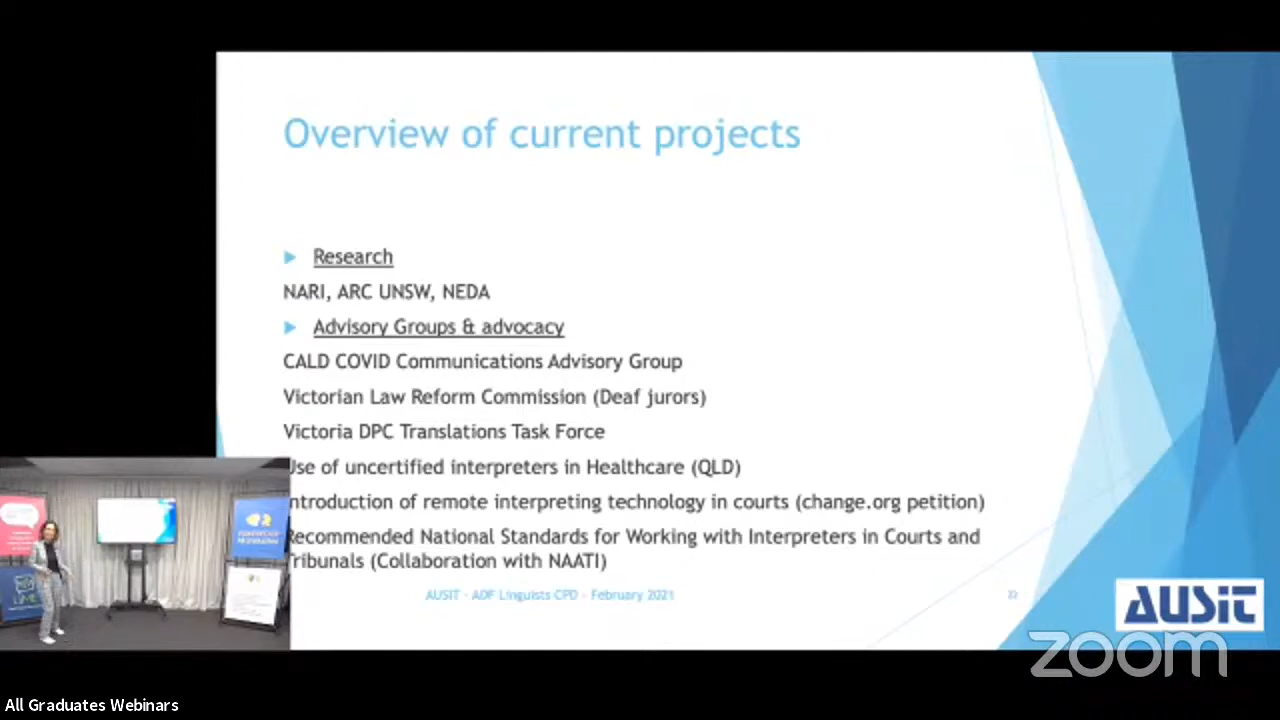 Overview of current projects
Research
NARI, ARC UNSW, NEDA
Advisory Groups & advocacy
CALD COVID Communications Advisory Group
Victorian Law Reform Commission (Deaf jurors)
Victoria DPC Translations Task Force
Use of uncertified interpreters in Healthcare (QLD)
Introduction of remote interpreting technology in courts (change.org petition)
Recommended National Standards for Working with Interpreters in Courts and
Tribunals (Collaboration with NAATI)
AUSIT - ADF Linguists CPD - February 2021
AUSiT
zoom
All Graduates Webinars